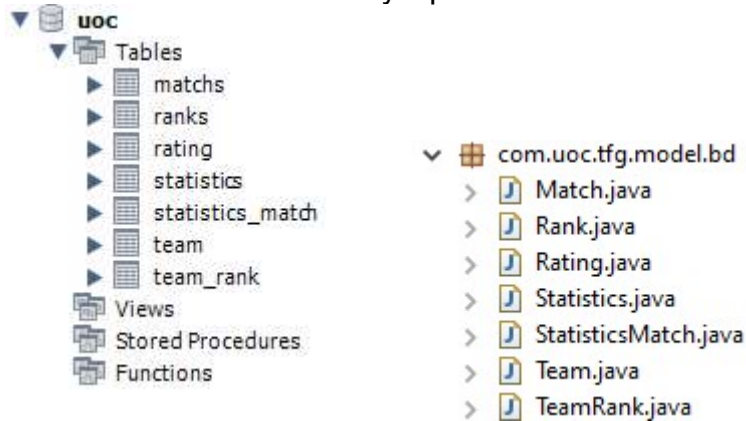 uoc
Tables
matchs
ranks
rating
statistics
statistics_match
team
team_rank
Views
Stored Procedures
Functions
com.uoc.tfg.model.bd
Match.java
Rank.java
Rating.java
Statistics.java
StatisticsMatch.java
Team.java
TeamRank.java